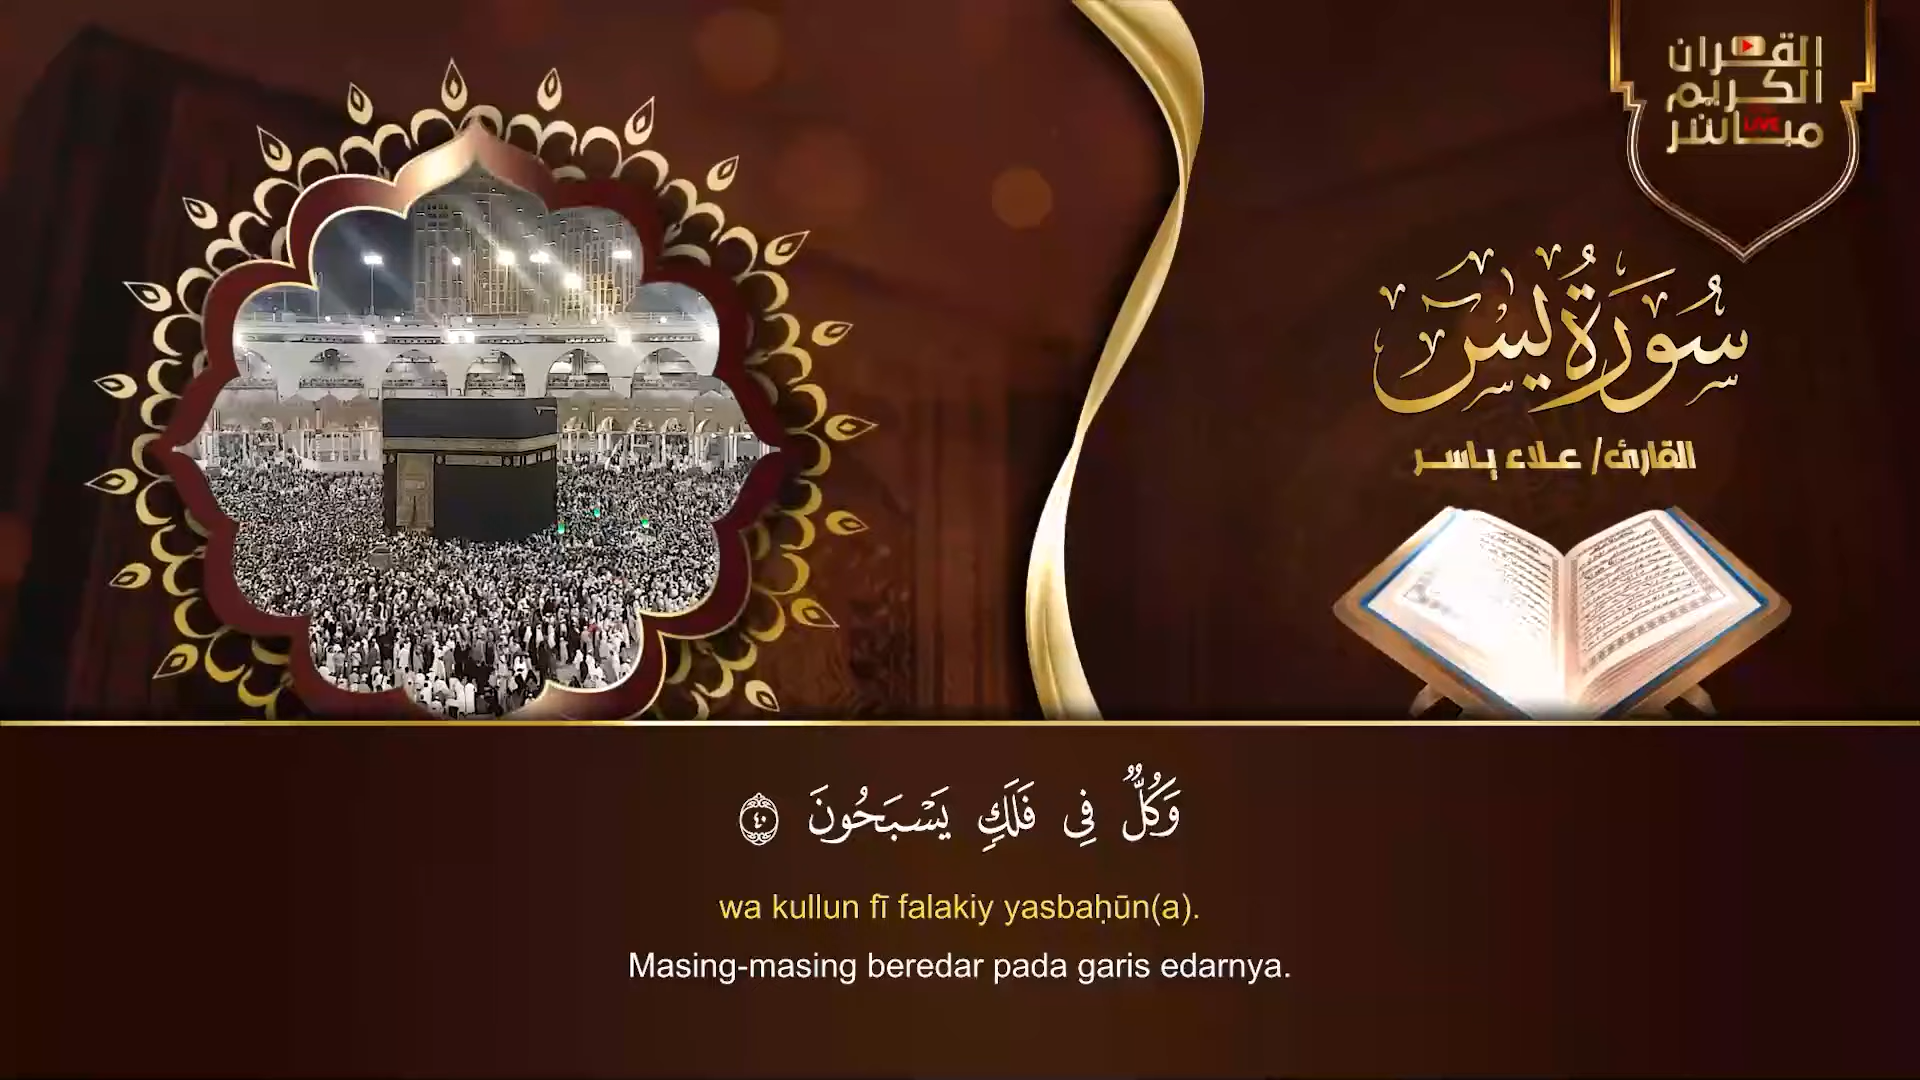 القرآن
الكريم
مباشر
LIVE
سُورَةُ يس
القارئ/ علاء ياسر
وَكُلٌّ فِى فَلَكٍ يَسْبَحُونَ ٤٠
wa kullun fī falakiy yasbaḥūn(a).
Masing-masing beredar pada garis edarnya.